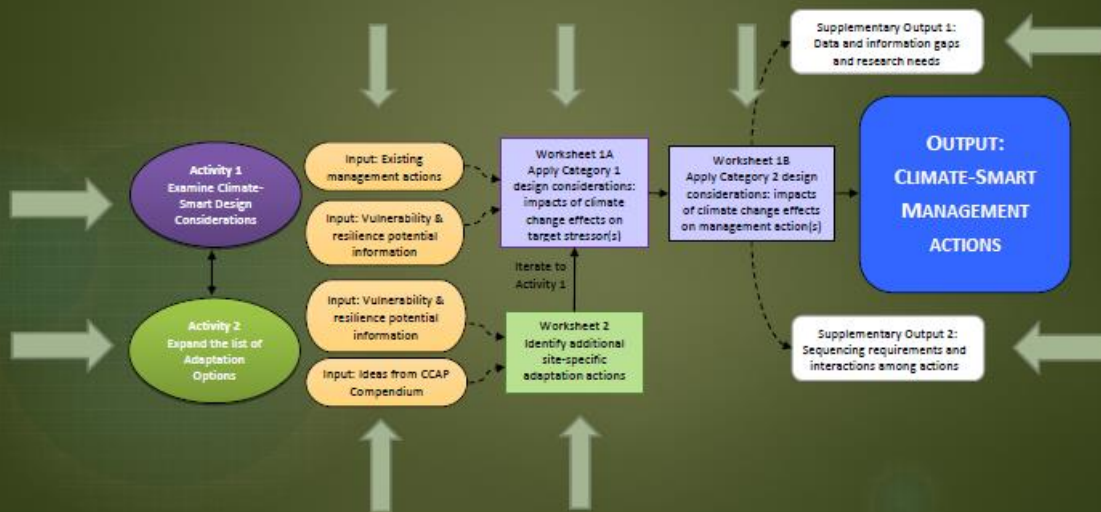 Activity 1
Examine Climate-
Smart Design
Considerations
Activity 2
Expand the list of
Adaptation
Options
Input: Existing
management actions
Input: Vulnerability &
resilience potential
information
Input: Vulnerability &
resilience potential
information
Input: Ideas from CCAP
Compendium
Worksheet 1A
Apply Category 1
design considerations:
impacts of climate
change effects on
target stressor(s)
Iterate to
Activity 1
Worksheet 2
Identify additional
site-specific
adaptation actions
Worksheet 1B
Apply Category 2 design
considerations: impacts
of climate change effects
on management action(s)
Supplementary Output 1:
Data and information gaps
and research needs
OUTPUT:
CLIMATE-SMART
MANAGEMENT
ACTIONS
Supplementary Output 2:
Sequencing requirements and
interactions among actions